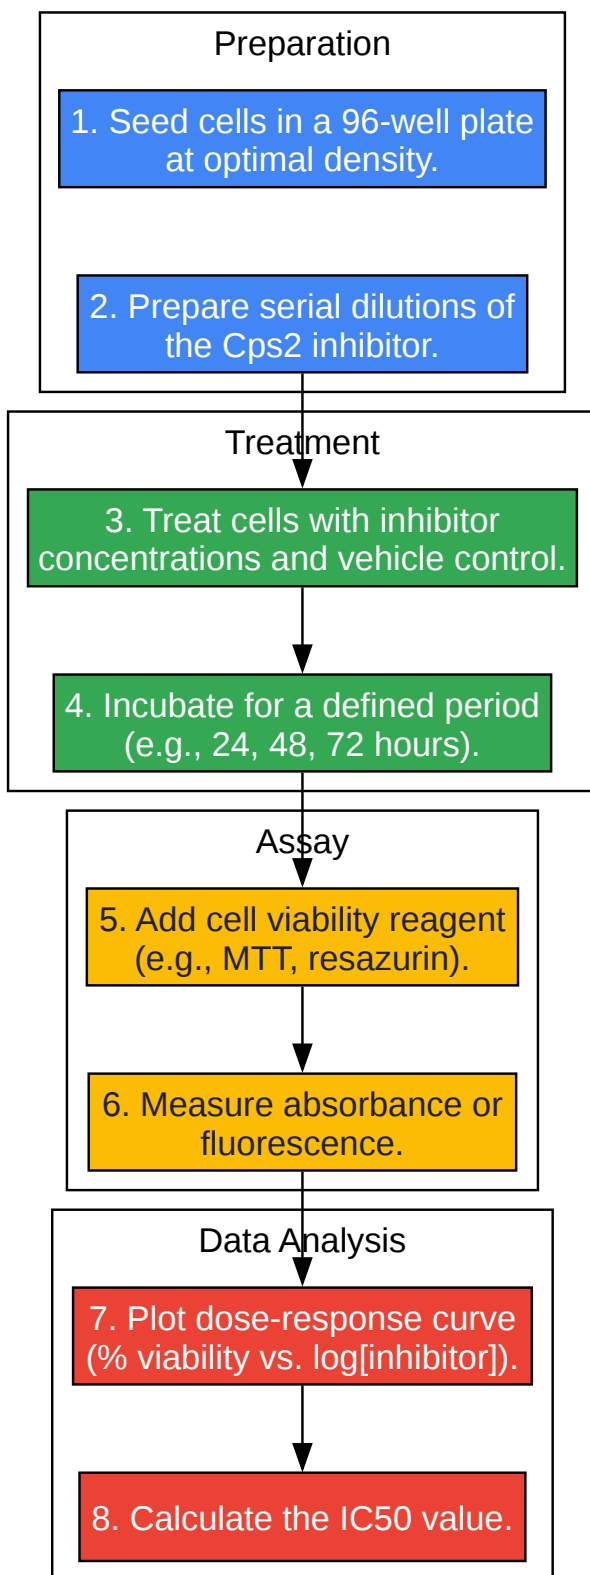 Preparation
1. Seed cells in a 96-well plate
at optimal density.
2. Prepare serial dilutions of
the Cps2 inhibitor.
Treatment
3. Treat cells with inhibitor
concentrations and vehicle control.
4. Incubate for a defined period
(e.g., 24, 48, 72 hours).
Assay
5. Add cell viability reagent
(e.g., MTT, resazurin).
6. Measure absorbance or
fluorescence.
Data Analysis
7. Plot dose-response curve
(% viability vs. log[inhibitor]).
8. Calculate the IC50 value.